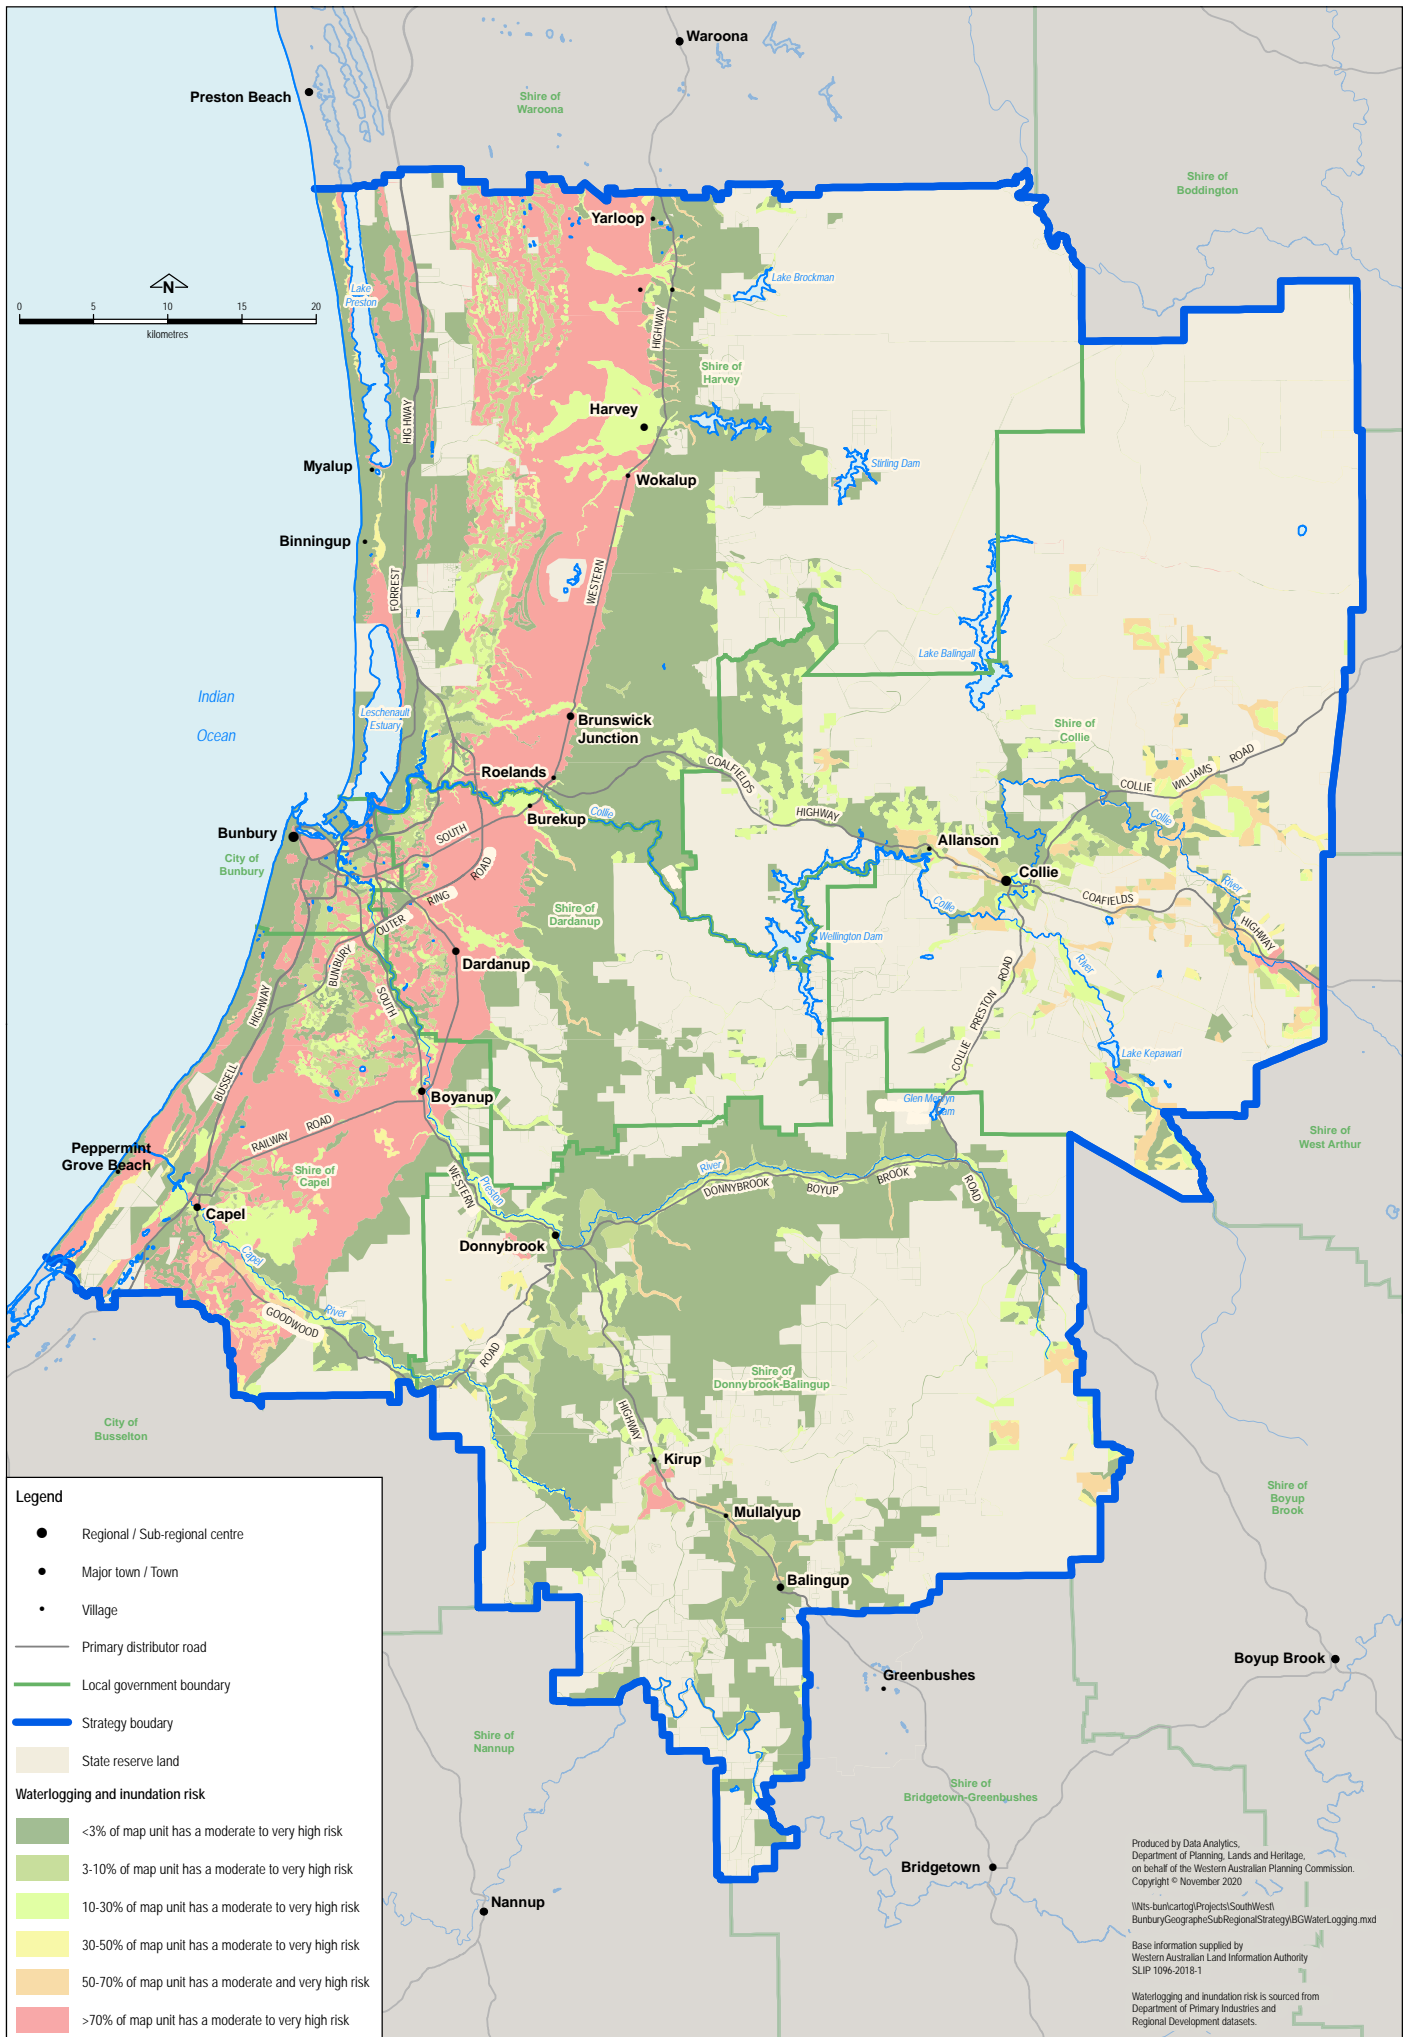 Waroona
Preston Beach
Shire of
Waroona
Shire of
Boddington
Yarloop
Lake Brockman
Lake
Preston
N
0
5
10
15
20
kilometres
HIGHWAY
Shire of
Harvey
HIGHWAY
Harvey
Myalup
Wokalup
Stirling Dam
Binningup
FORREST
WESTERN
Lake Balingall
Indian
Ocean
Leschenault
Estuary
Brunswick
Junction
Shire of
Collie
Roelands
COALFIELDS
COLLIE
WILLIAMS
ROAD
Burekup
Collie
HIGHWAY
Collie
Bunbury
SOUTH
Allanson
City of
Bunbury
ROAD
Collie
RING
Collie
COAFIELDS
River
OUTER
Shire of
Dardanup
HIGHWAY
Wellington Dam
BUNBURY
Dardanup
River
SOUTH
HIGHWAY
ROAD
PRESTON
COLLIE
Lake Kepawari
BUSSELL
Boyanup
Glen Mervyn
Dam
RAILWAY
ROAD
Shire of
West Arthur
Peppermint
Grove Beach
Shire of
Capel
WESTERN
Preston
River
DONNYBROOK
BOYUP
BROOK
ROAD
Capel
Donnybrook
Capel
River
GOODWOOD
ROAD
Shire of
Donnybrook-Balingup
City of
Busselton
HIGHWAY
Kirup
Shire of
Boyup
Brook
Mullalyup
Balingup
Boyup Brook
Greenbushes
Shire of
Nannup
Shire of
Bridgetown-Greenbushes
Bridgetown
Nannup
Legend
Regional / Sub-regional centre
Major town / Town
Village
Primary distributor road
Local government boundary
Strategy boudary
State reserve land
Waterlogging and inundation risk
<3% of map unit has a moderate to very high risk
3-10% of map unit has a moderate to very high risk
10-30% of map unit has a moderate to very high risk
30-50% of map unit has a moderate to very high risk
50-70% of map unit has a moderate and very high risk
>70% of map unit has a moderate to very high risk
Produced by Data Analytics,
Department of Planning, Lands and Heritage,
on behalf of the Western Australian Planning Commission.
Copyright © November 2020
\\Nts-bun\cartog\Projects\SouthWest\
BunburyGeographeSubRegionalStrategy\BGWaterLogging.mxd
Base information supplied by
Western Australian Land Information Authority
SLIP 1096-2018-1
Waterlogging and inundation risk is sourced from
Department of Primary Industries and
Regional Development datasets.